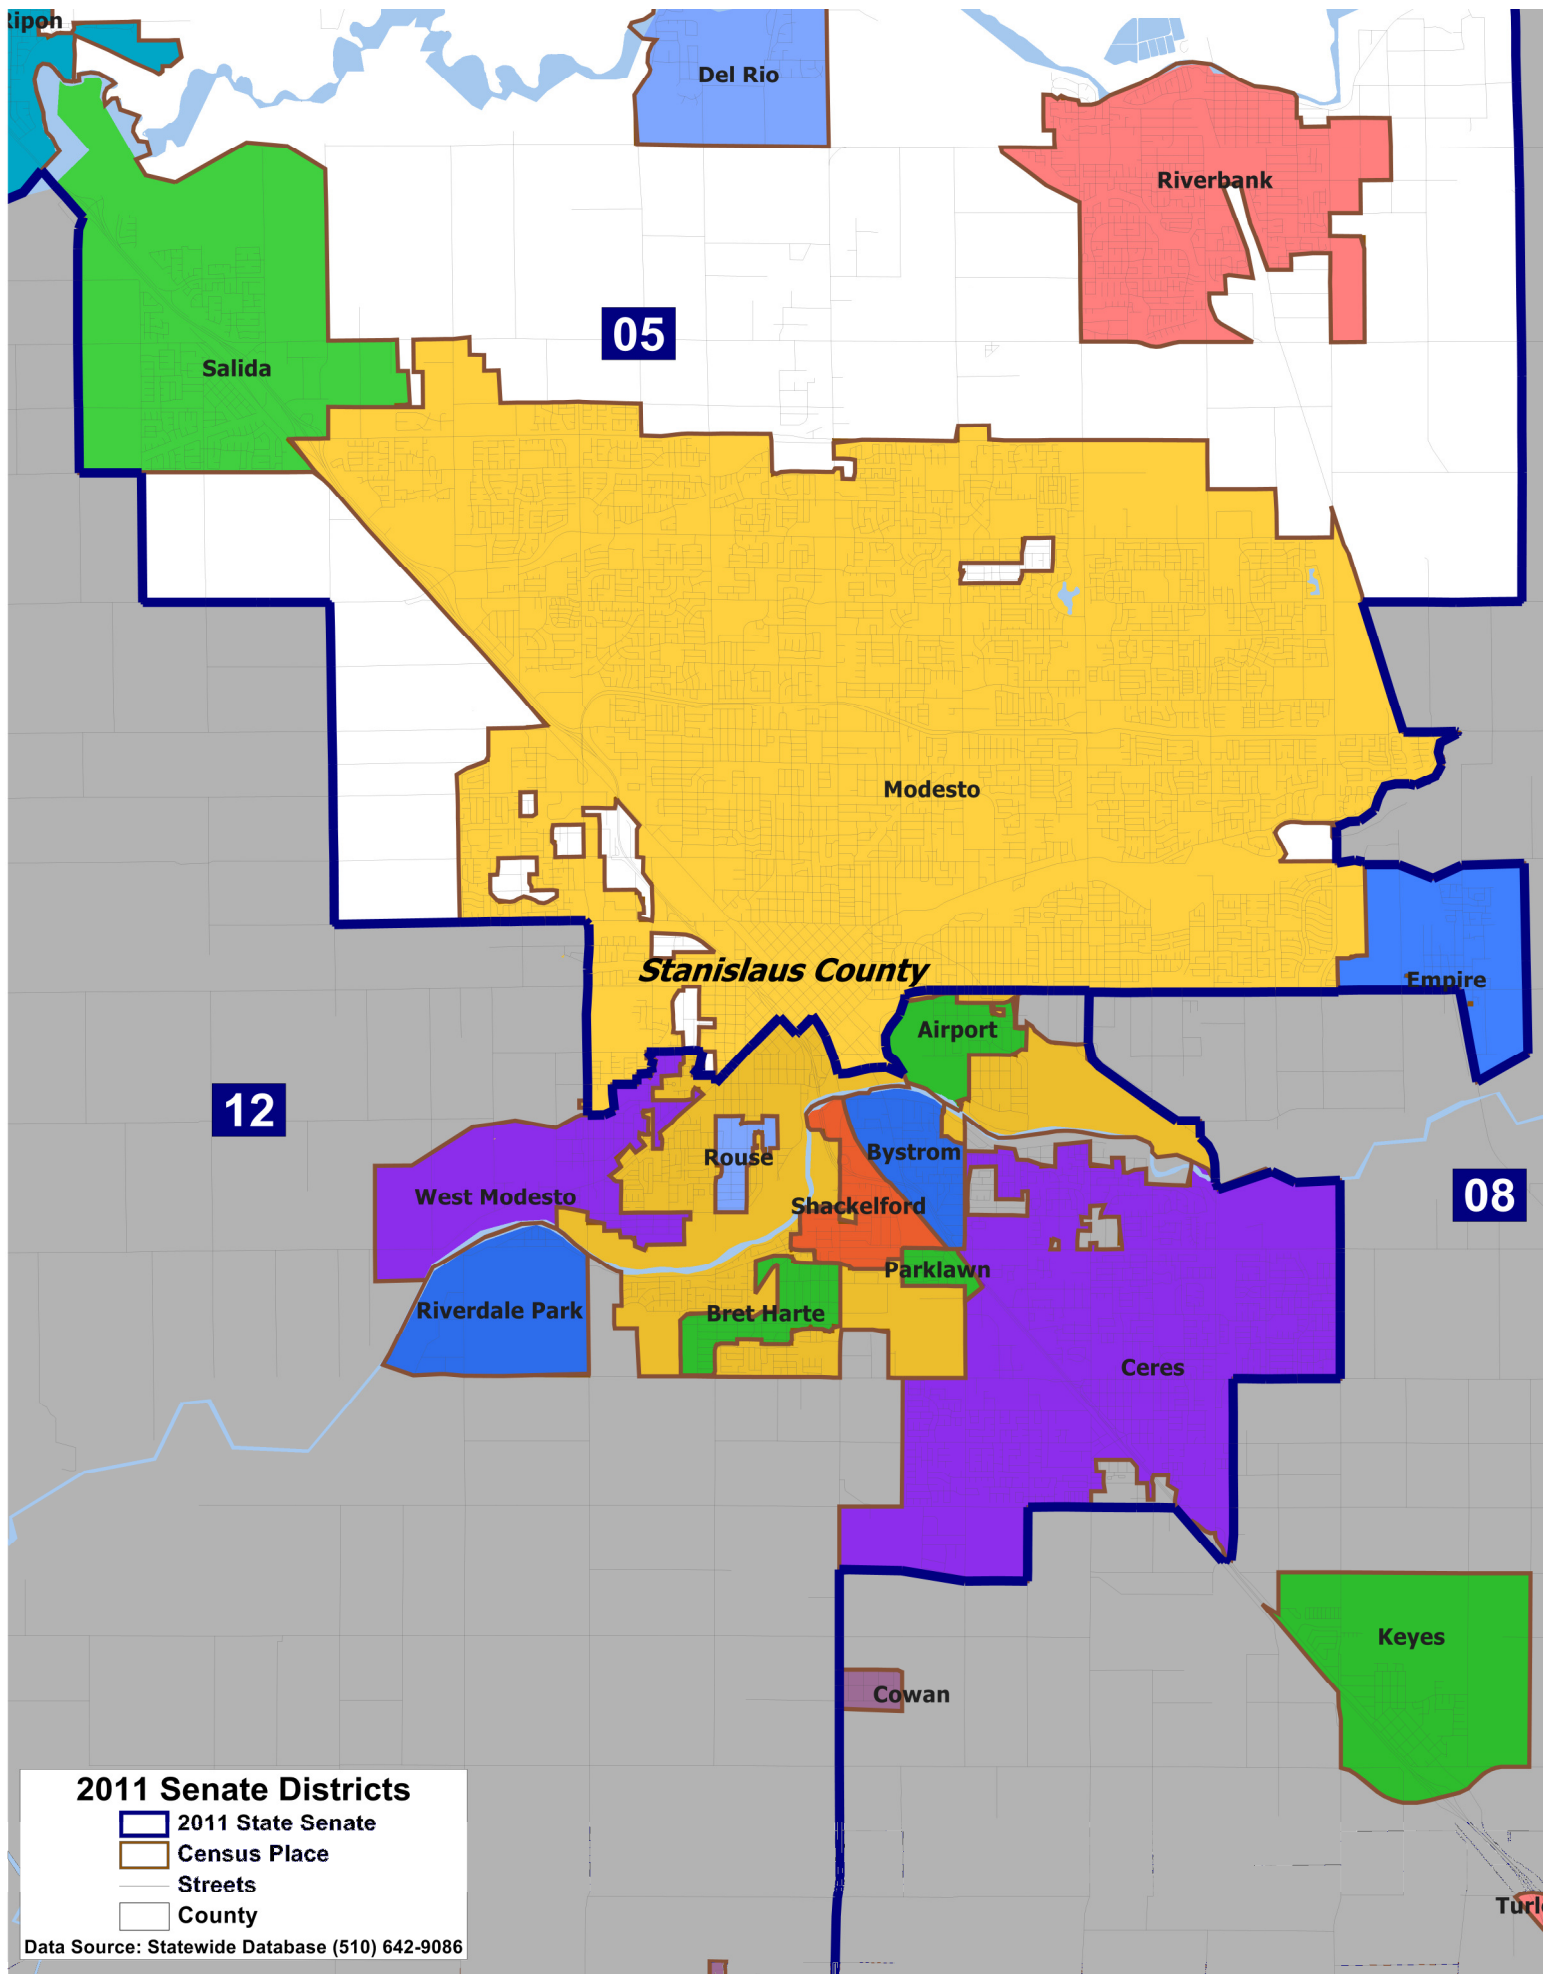 Ripon
Del Rio
Riverbank
05
Salida
Modesto
Stanislaus County
Empire
Airport
12
Bystrom
Rouse
West Modesto
Shackelford
08
Parklawn
Riverdale Park
Bret Harte
Ceres
Keyes
Cowan
2011 Senate Districts
2011 State Senate
Census Place
Streets
County
Turl
Data Source: Statewide Database (510) 642-9086